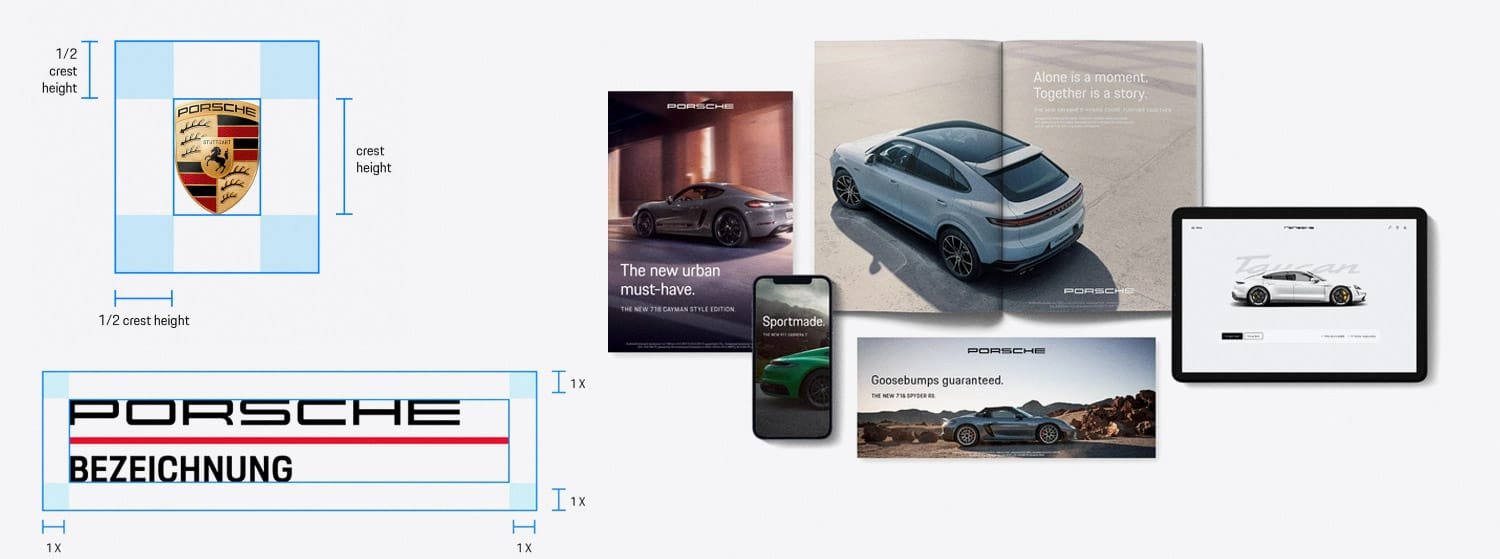 1/2
crest
height
PORSCHE
STUTTGART
crest
height
1/2 crest height
PORSCHE
BEZEICHNUNG
1 X
1 X
1 X
1 X
PORSCHE
The new urban
must-have.
THE NEW 718 CAYMAN STYLE EDITION.
Alone is a moment.
Together is a story.
PORSCHE
Sportmade.
THE NEW 911 CARRERA T.
PORSCHE
Goosebumps guaranteed.
THE NEW 718 SPYDER RS.
PORSCHE
Taycan